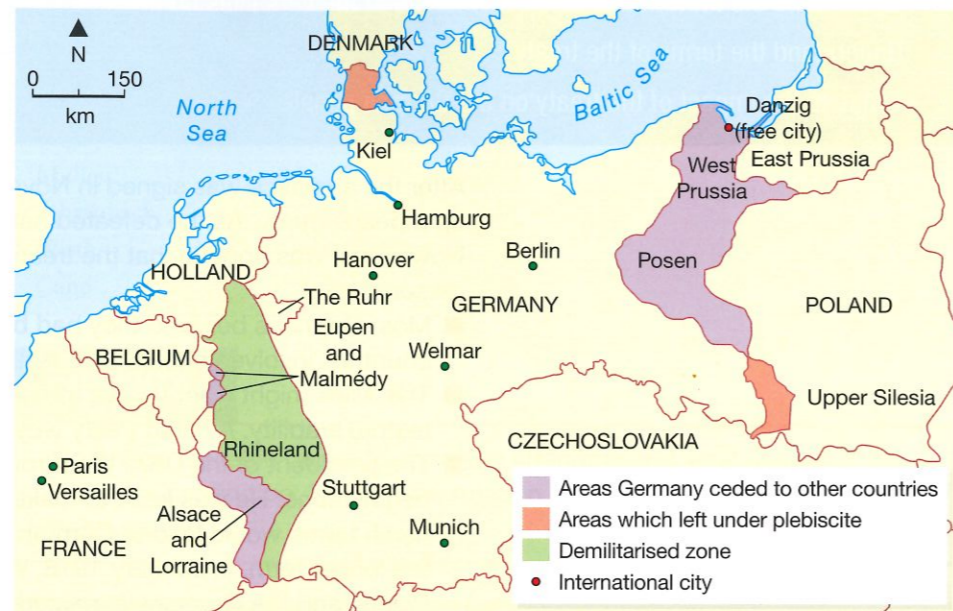 DENMARK
N
0 150
km
North
Sea
Baltic Sea
Kiel
Danzig
(free city)
East Prussia
West
Prussia
Hamburg
Berlin
Hanover
Posen
HOLLAND
The Ruhr
GERMANY
POLAND
Eupen
and
Malmédy
BELGIUM
Welmar
Upper Silesia
CZECHOSLOVAKIA
Rhineland
Paris
Versailles
Stuttgart
Alsace
and
Lorraine
Munich
FRANCE
Areas Germany ceded to other countries
Areas which left under plebiscite
Demilitarised zone
International city